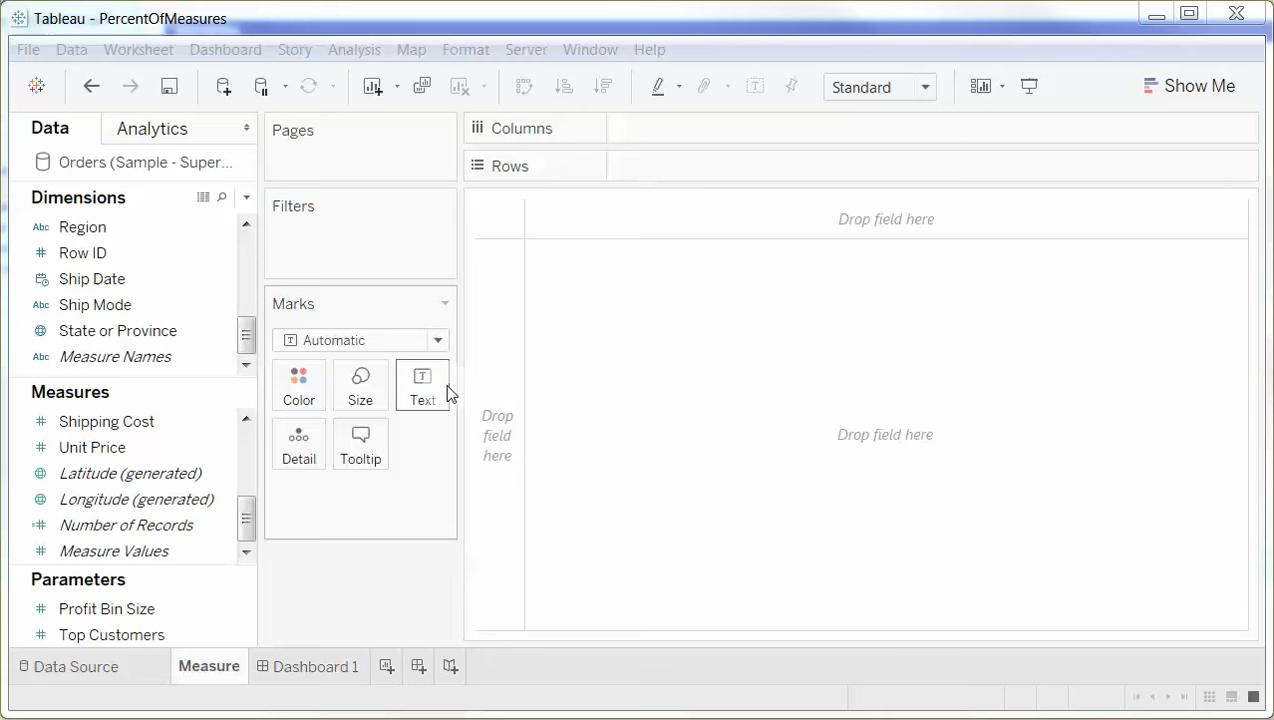 Tableau - PercentOfMeasures
File Data Worksheet Dashboard Story Analysis Map Format Server Window Help
Standard
Show Me
Data
Analytics
Orders (Sample - Super...
Dimensions
Abc Region
Row ID
Ship Date
Abc Ship Mode
State or Province
Abc Measure Names
Measures
Shipping Cost
Unit Price
Latitude (generated)
Longitude (generated)
Number of Records
Measure Values
Parameters
Profit Bin Size
Top Customers
Pages
Filters
Marks
Automatic
Color
Size
Text
Detail
Tooltip
Columns
Rows
Drop field here
Drop
field
here
Drop field here
Data Source
Measure
Dashboard 1